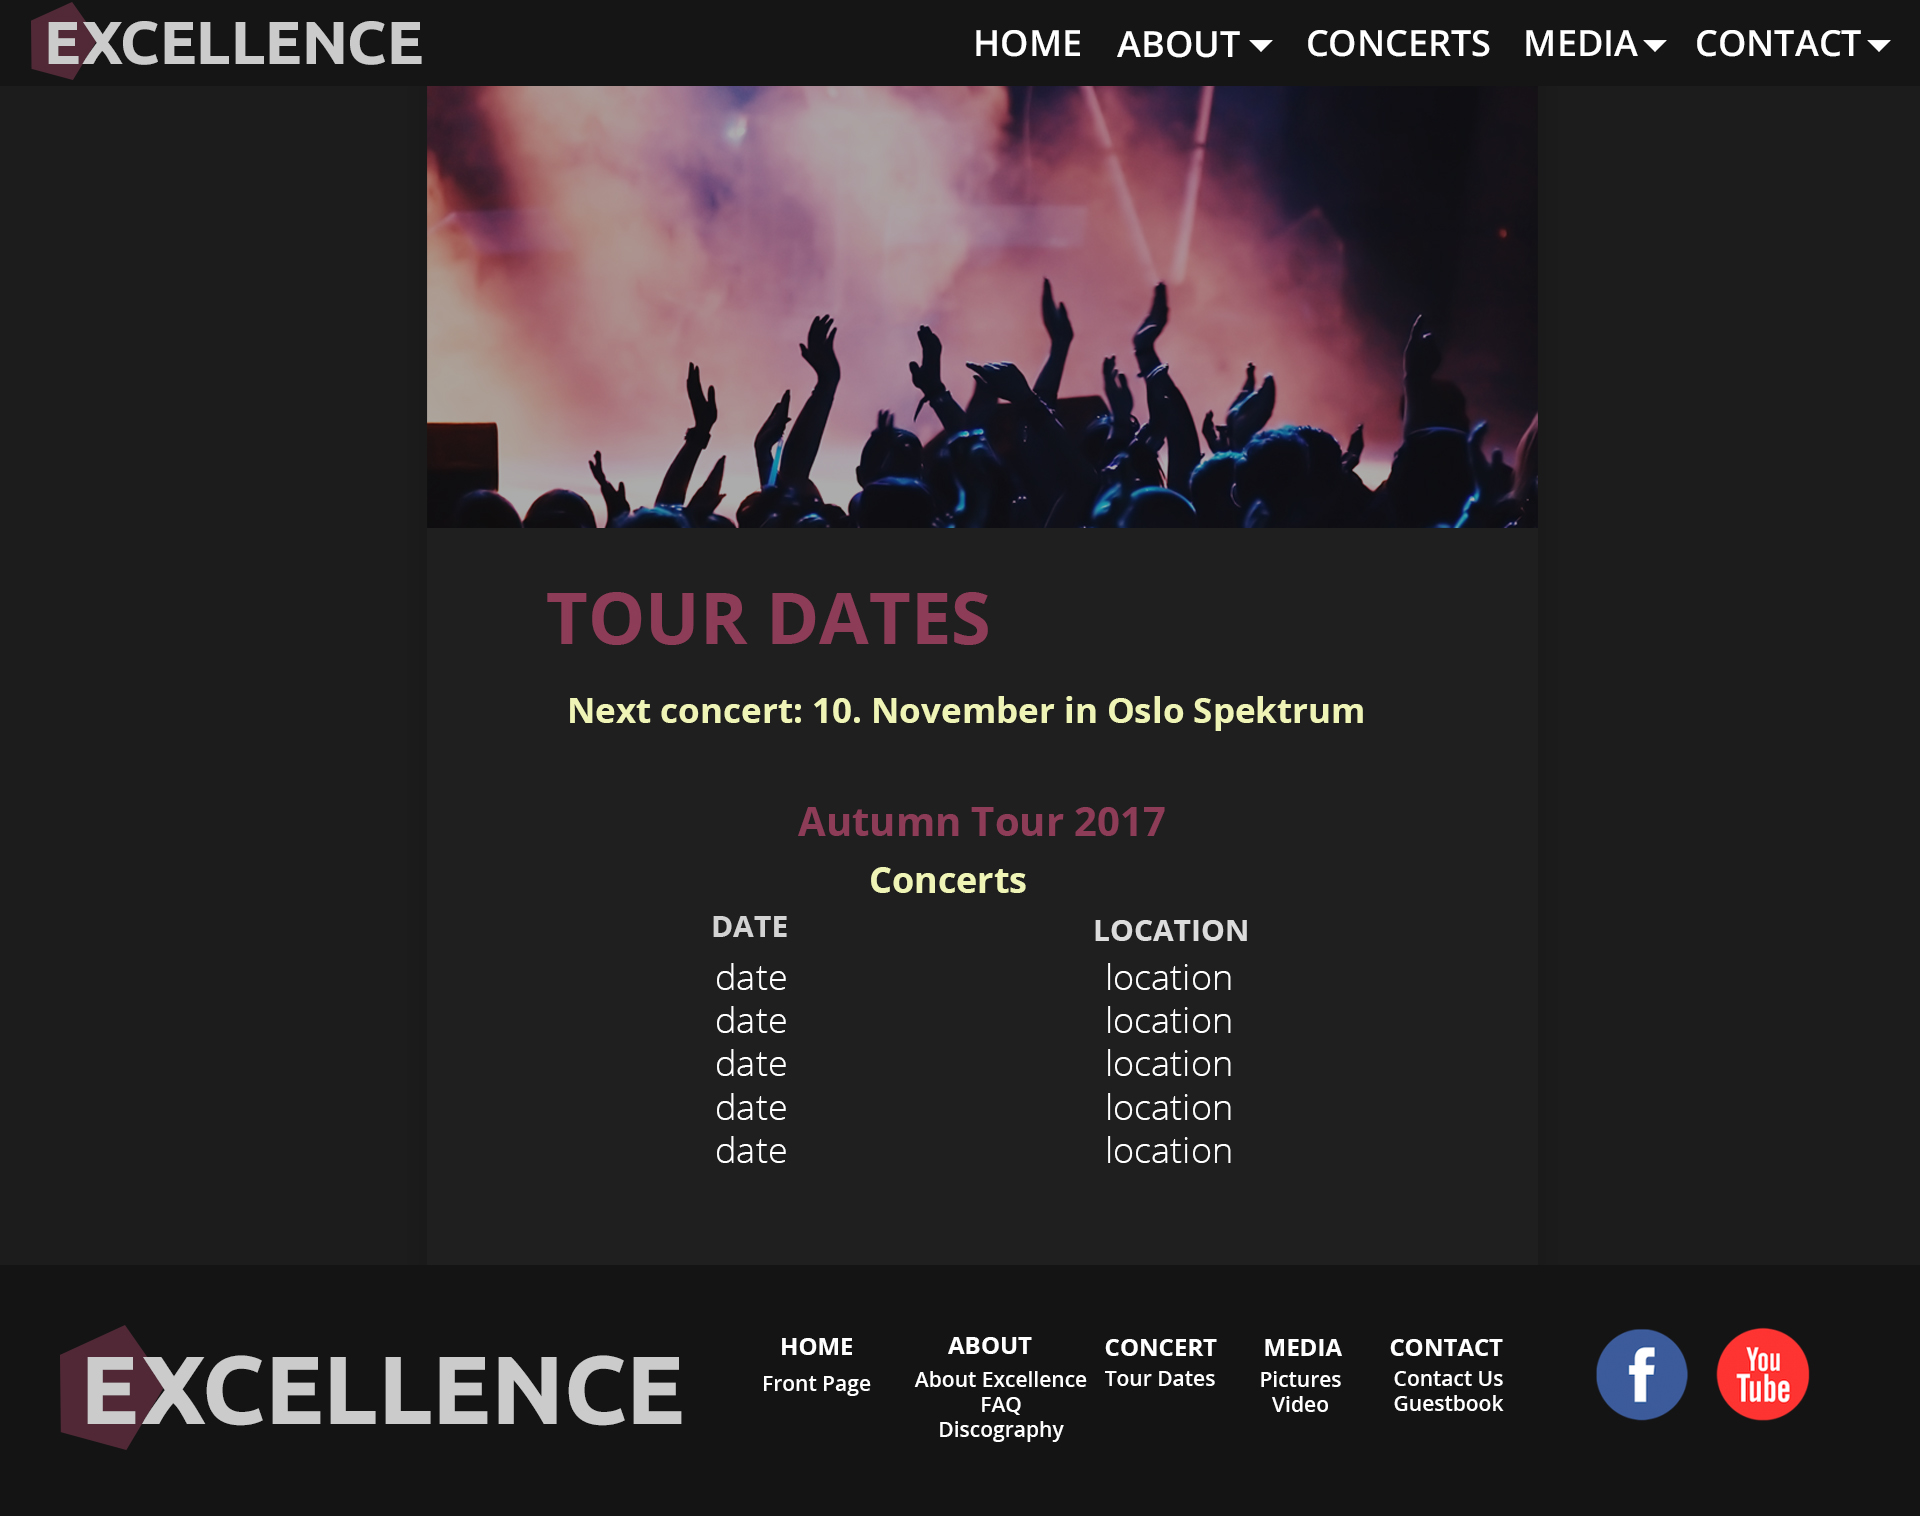 EXCELLENCE
HOME ABOUT CONCERTS MEDIA CONTACT
TOUR DATES
Next concert: 10. November in Oslo Spektrum
Autumn Tour 2017
Concerts
DATE LOCATION
date location
date location
date location
date location
date location
EXCELLENCE
HOME ABOUT CONCERT MEDIA CONTACT
Front Page About Excellence Tour Dates Pictures Contact Us
FAQ Video Guestbook
Discography
f
You
Tube